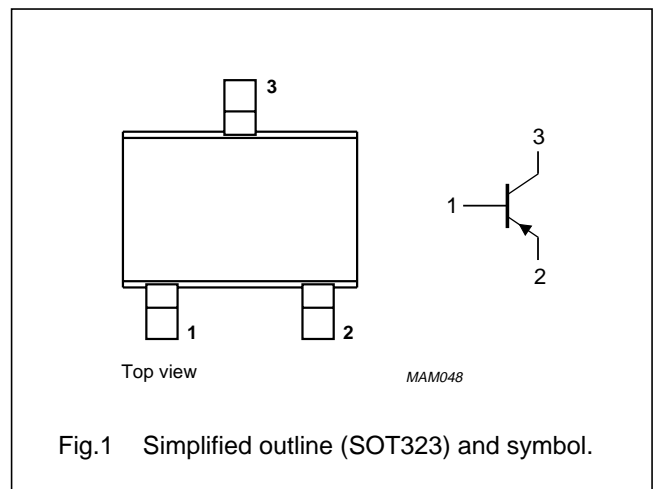 3
3
1
2
1
2
Top view
MAM048
Fig.1 Simplified outline (SOT323) and symbol.